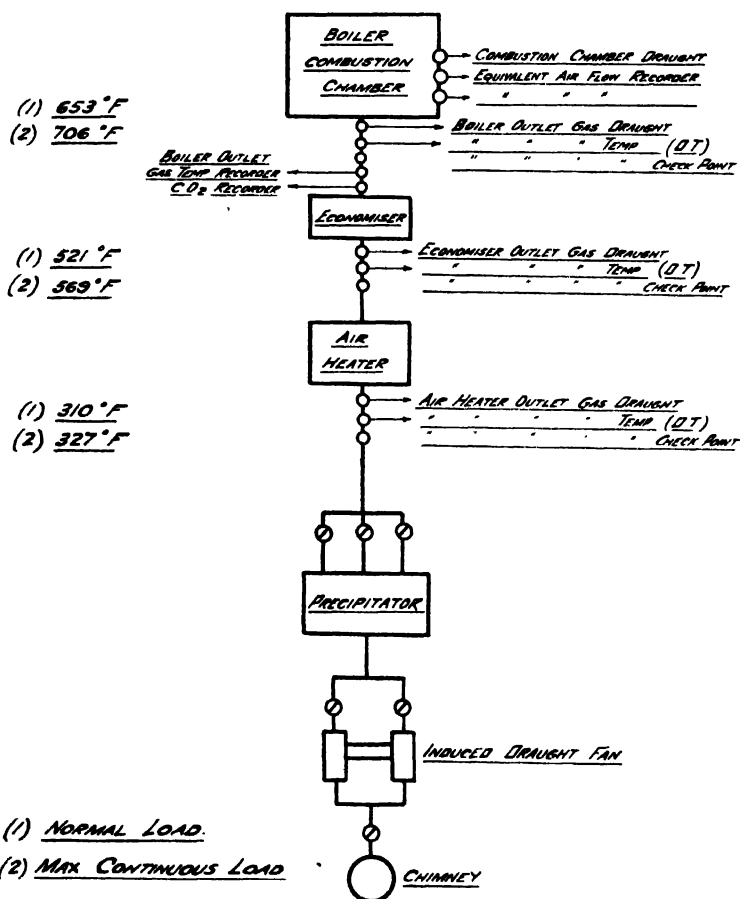 BOILER
COMBUSTION
CHAMBER
COMBUSTION CHAMBER DRAUGHT
EQUIVALENT AIR FLOW RECORDER
" " "
(1) 653°F
(2) 706°F
BOILER OUTLET GAS DRAUGHT
" " " TEMP (DT)
" " " " CHECK POINT
BOILER OUTLET
GAS TEMP RECORDER
CO2 RECORDER
ECONOMISER
(1) 521°F
(2) 569°F
ECONOMISER OUTLET GAS DRAUGHT
" " " TEMP (DT)
" " " " CHECK POINT
AIR
HEATER
(1) 310°F
(2) 327°F
AIR HEATER OUTLET GAS DRAUGHT
" " " " TEMP (DT)
" " " " " CHECK POINT
PRECIPITATOR
INDUCED DRAUGHT FAN
(1) NORMAL LOAD.
(2) MAX CONTINUOUS LOAD
CHIMNEY